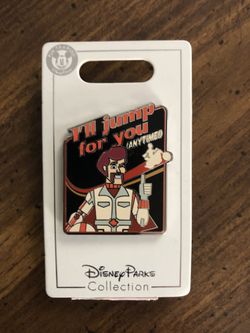 I'll jump
for you
(ANYTIME!)
Disney PARKS
Collection